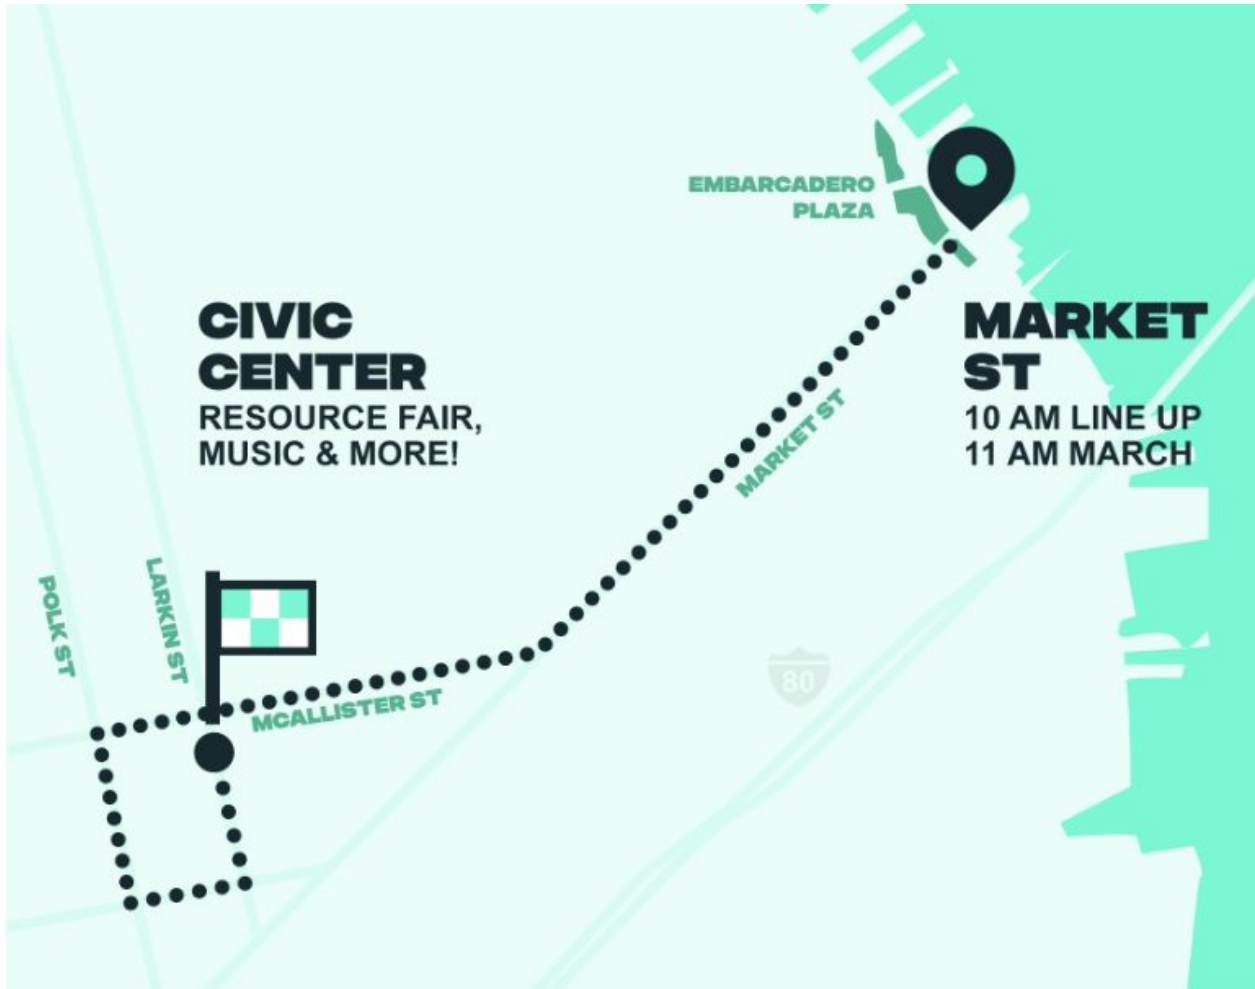 EMBARCADERO
PLAZA
CIVIC
CENTER
RESOURCE FAIR,
MUSIC & MORE!
MARKET
ST
10 AM LINE UP
11 AM MARCH
MARKET ST
POLK ST
LARKIN ST
MCALLISTER ST
80